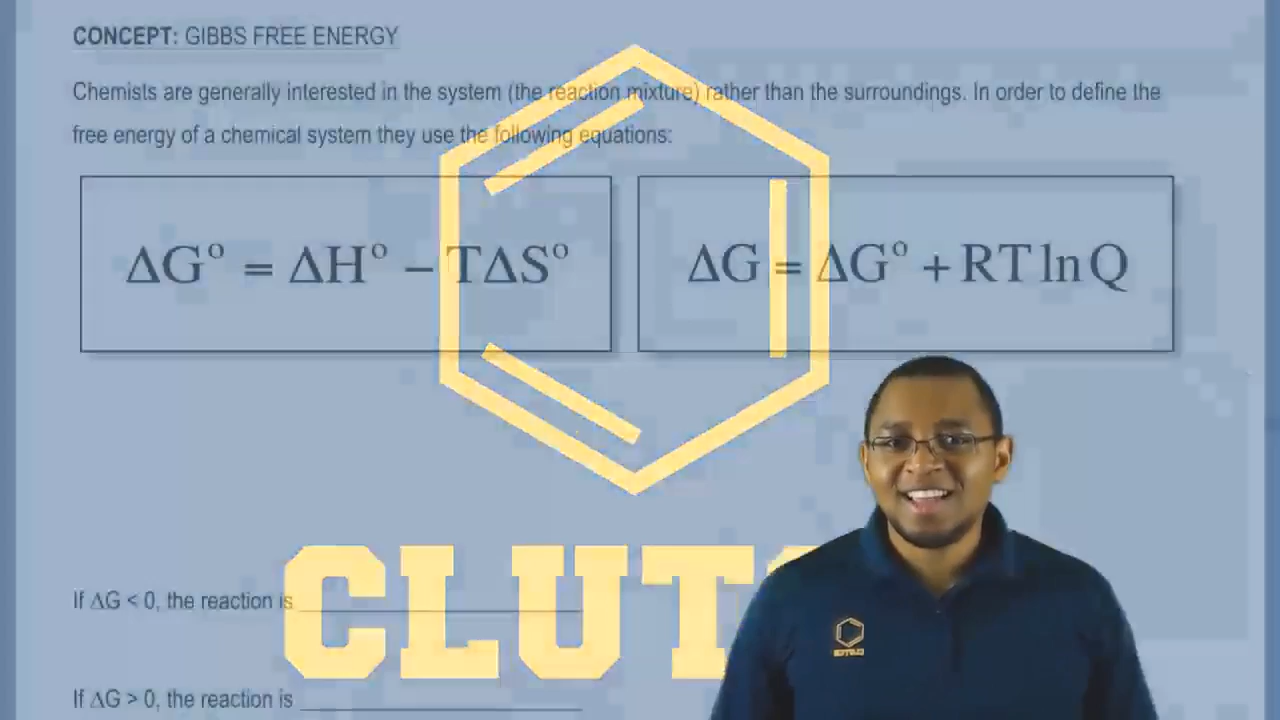 CONCEPT: GIBBS FREE ENERGY
Chemists are generally interested in the system (the reaction mixture) rather than the surroundings. In order to define the
free energy of a chemical system they use the following equations:
ΔG° = ΔH° − TΔS°
ΔG = ΔG° + RT ln Q
If ΔG < 0, the reaction is
CLUT
If ΔG > 0, the reaction is